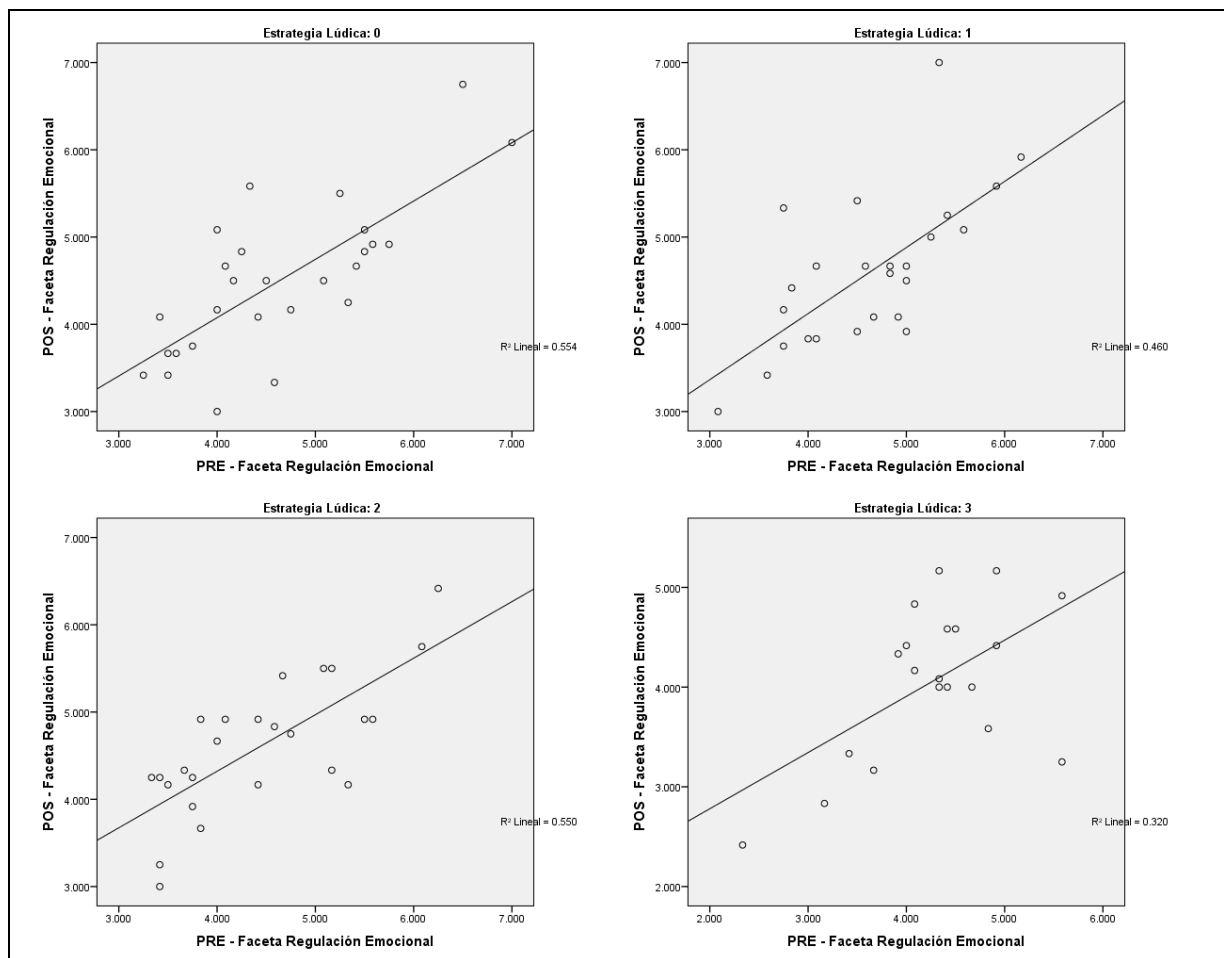 Estrategia Lúdica: 0
7.000
6.000
5.000
4.000
3.000
POS - Faceta Regulación Emocional
R² Lineal = 0.554
3.000 4.000 5.000 6.000 7.000
PRE - Faceta Regulación Emocional
Estrategia Lúdica: 1
7.000
6.000
5.000
4.000
3.000
POS - Faceta Regulación Emocional
R² Lineal = 0.460
3.000 4.000 5.000 6.000 7.000
PRE - Faceta Regulación Emocional
Estrategia Lúdica: 2
7.000
6.000
5.000
4.000
3.000
POS - Faceta Regulación Emocional
R² Lineal = 0.550
3.000 4.000 5.000 6.000 7.000
PRE - Faceta Regulación Emocional
Estrategia Lúdica: 3
5.000
4.000
3.000
2.000
POS - Faceta Regulación Emocional
R² Lineal = 0.320
2.000 3.000 4.000 5.000 6.000
PRE - Faceta Regulación Emocional